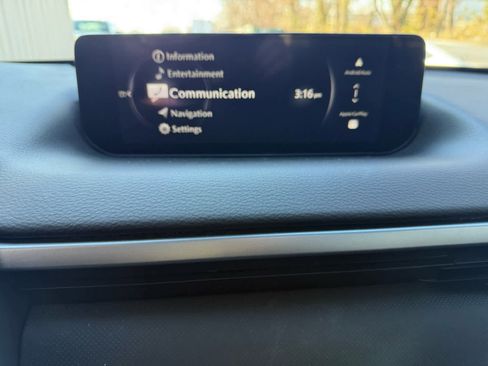 Information
Entertainment
Communication
3:16pm
Navigation
Settings
Android Auto
Apple CarPlay